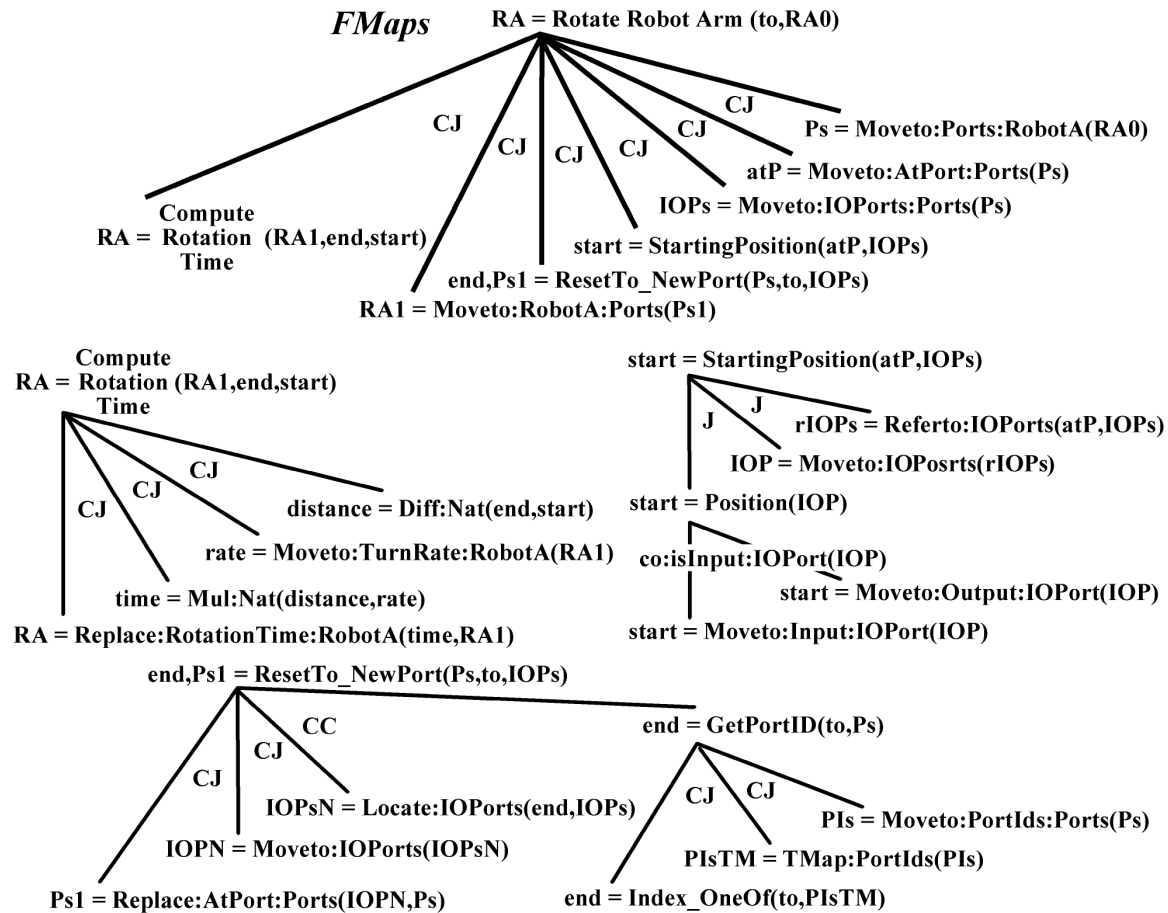 FMaps
RA = Rotate Robot Arm (to,RA0)
CJ
CJ
CJ
CJ
CJ
CJ
Ps = Moveto:Ports:RobotA(RA0)
atP = Moveto:AtPort:Ports(Ps)
IOPs = Moveto:IOPorts:Ports(Ps)
start = StartingPosition(atP,IOPs)
end,Ps1 = ResetTo_NewPort(Ps,to,IOPs)
RA1 = Moveto:RobotA:Ports(Ps1)
Compute
RA = Rotation (RA1,end,start)
Time
Compute
RA = Rotation (RA1,end,start)
Time
CJ
CJ
CJ
distance = Diff:Nat(end,start)
rate = Moveto:TurnRate:RobotA(RA1)
time = Mul:Nat(distance,rate)
RA = Replace:RotationTime:RobotA(time,RA1)
start = StartingPosition(atP,IOPs)
J
J
rIOPs = Referto:IOPorts(atP,IOPs)
IOP = Moveto:IOPosrts(rIOPs)
start = Position(IOP)
co:isInput:IOPort(IOP)
start = Moveto:Output:IOPort(IOP)
start = Moveto:Input:IOPort(IOP)
end,Ps1 = ResetTo_NewPort(Ps,to,IOPs)
CC
CJ
CJ
IOPsN = Locate:IOPorts(end,IOPs)
IOPN = Moveto:IOPorts(IOPsN)
Ps1 = Replace:AtPort:Ports(IOPN,Ps)
end = GetPortID(to,Ps)
CJ
CJ
PIs = Moveto:PortIds:Ports(Ps)
PIsTM = TMap:PortIds(PIs)
end = Index_OneOf(to,PIsTM)